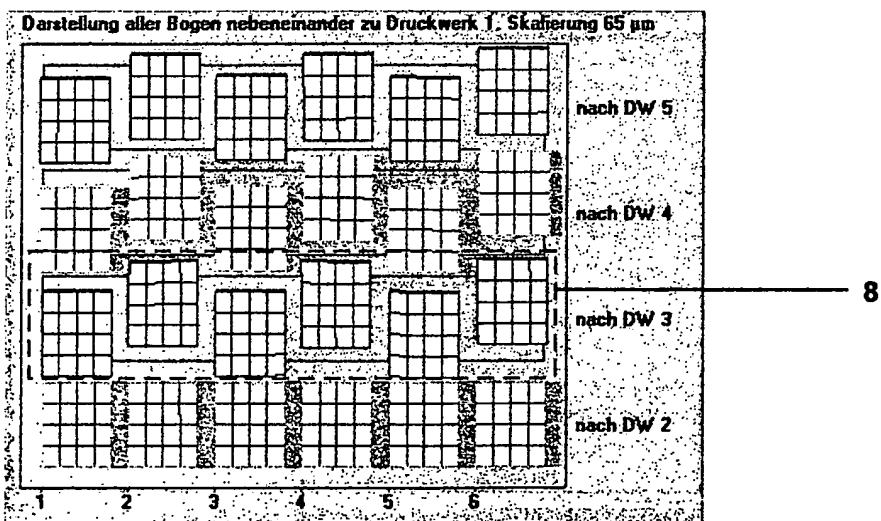 Darstellung aller Bogen nebeneinander zu Druckwerk 1, Skalierung 65 µm
nach DW 5
nach DW 4
nach DW 3
8
nach DW 2
1 2 3 4 5 6